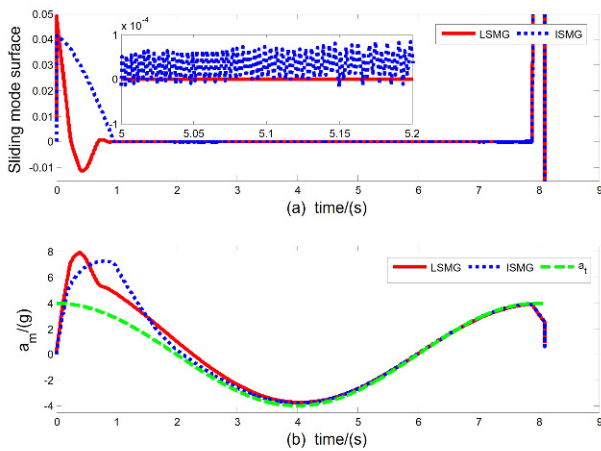 0.05
0.04
0.03
0.02
0.01
0
-0.01
Sliding mode surface
1 x 10⁻⁴
0
-1
5 5.05 5.1 5.15 5.2
LSMG ISMG
0 1 2 3 4 5 6 7 8 9
(a) time/(s)
8
6
4
2
0
-2
-4
aₘ/(g)
LSMG ISMG aₜ
0 1 2 3 4 5 6 7 8 9
(b) time/(s)